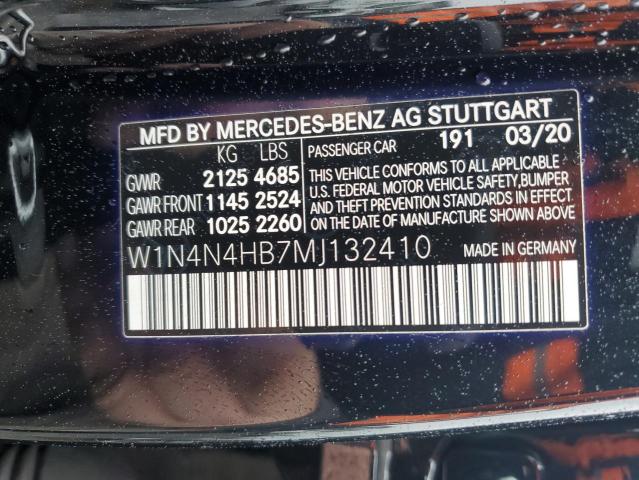 MFD BY MERCEDES-BENZ AG STUTTGART
KG LBS PASSENGER CAR 191 03/20
GVWR 2125 4685
GAWR FRONT 1145 2524
GAWR REAR 1025 2260
THIS VEHICLE CONFORMS TO ALL APPLICABLE
U.S. FEDERAL MOTOR VEHICLE SAFETY,BUMPER
AND THEFT PREVENTION STANDARDS IN EFFECT
ON THE DATE OF MANUFACTURE SHOWN ABOVE.
W1N4N4HB7MJ132410 MADE IN GERMANY